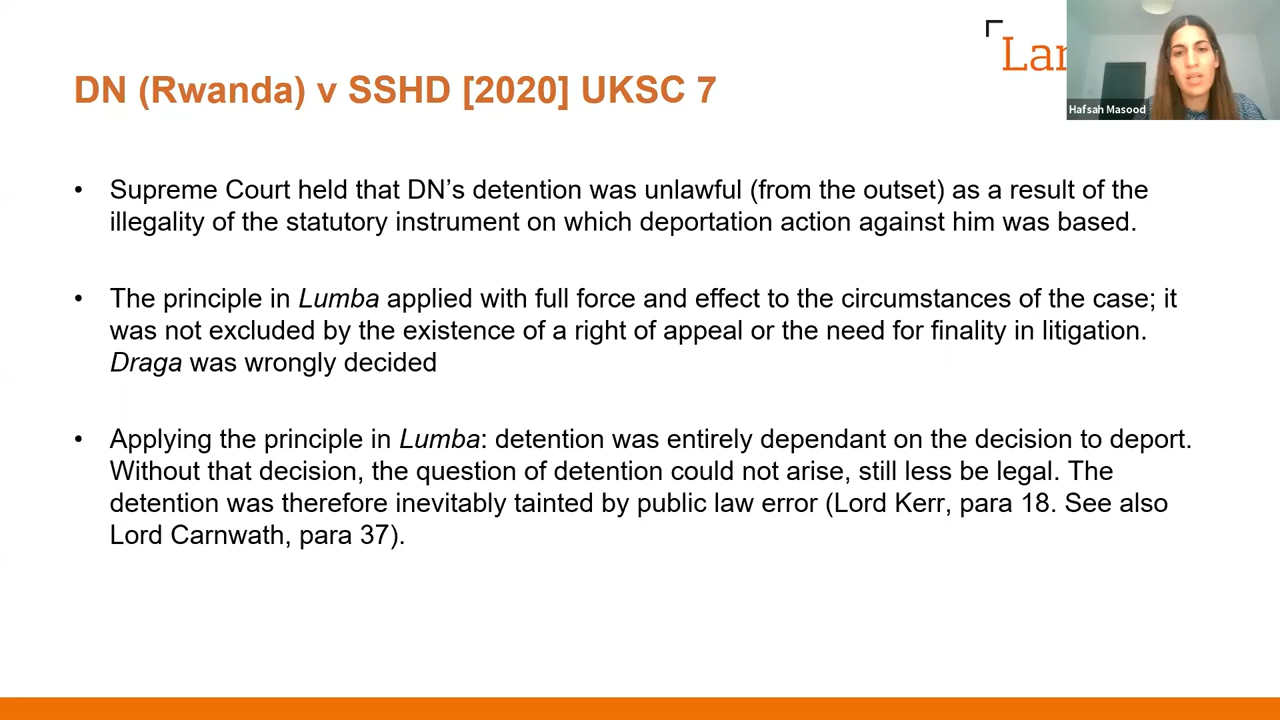 DN (Rwanda) v SSHD [2020] UKSC 7
Lan
Hafsah Masood
• Supreme Court held that DN’s detention was unlawful (from the outset) as a result of the
illegality of the statutory instrument on which deportation action against him was based.
• The principle in Lumba applied with full force and effect to the circumstances of the case; it
was not excluded by the existence of a right of appeal or the need for finality in litigation.
Draga was wrongly decided
• Applying the principle in Lumba: detention was entirely dependant on the decision to deport.
Without that decision, the question of detention could not arise, still less be legal. The
detention was therefore inevitably tainted by public law error (Lord Kerr, para 18. See also
Lord Carnwath, para 37).